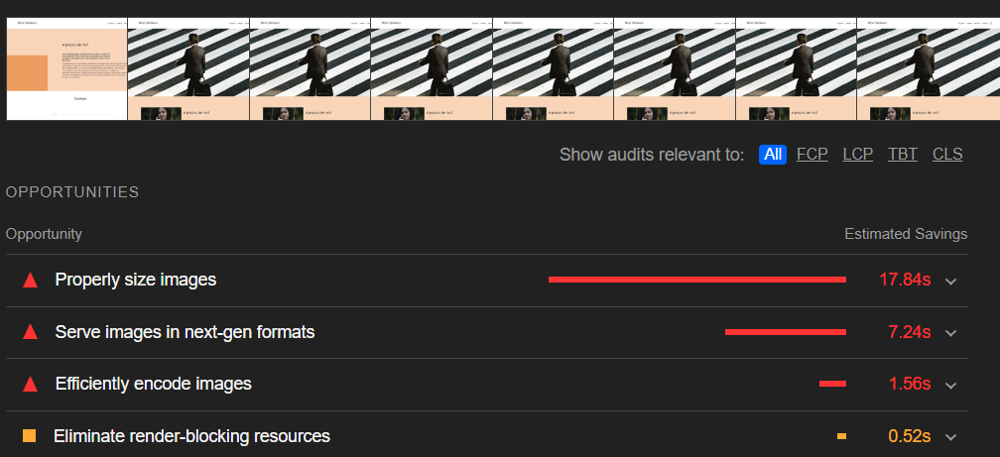 Show audits relevant to: All FCP LCP TBT CLS
OPPORTUNITIES
Opportunity Estimated Savings
Properly size images 17.84s
Serve images in next-gen formats 7.24s
Efficiently encode images 1.56s
Eliminate render-blocking resources 0.52s